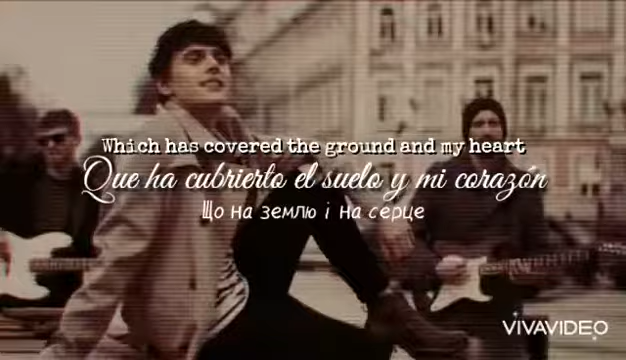 Which has covered the ground and my heart
Que ha cubrierto el suelo y mi corazón
Що на землю і на серце
VIVAVIDEO